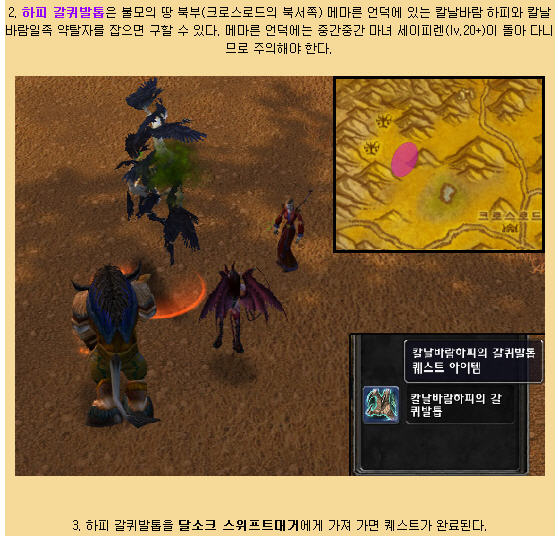 2. 하피 갈퀴발톱은 불모의 땅 북부(크로스로드의 북서쪽) 메마른 언덕에 있는 칼날바람 하피와 칼날
바람일족 약탈자를 잡으면 구할 수 있다. 메마른 언덕에는 중간중간 마녀 세이피렌(lv.20+)이 돌아 다니
므로 주의해야 한다.
크로스로드
칼날바람하피의 갈퀴발톱
퀘스트 아이템
칼날바람하피의 갈
퀴발톱
3. 하피 갈퀴발톱을 달소크 스위프트대거에게 가져 가면 퀘스트가 완료된다.